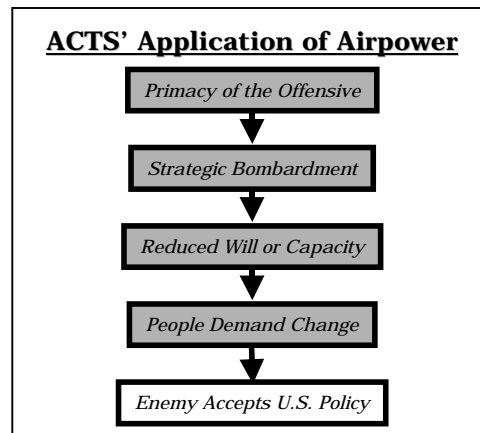 ACTS' Application of Airpower
Primacy of the Offensive
Strategic Bombardment
Reduced Will or Capacity
People Demand Change
Enemy Accepts U.S. Policy